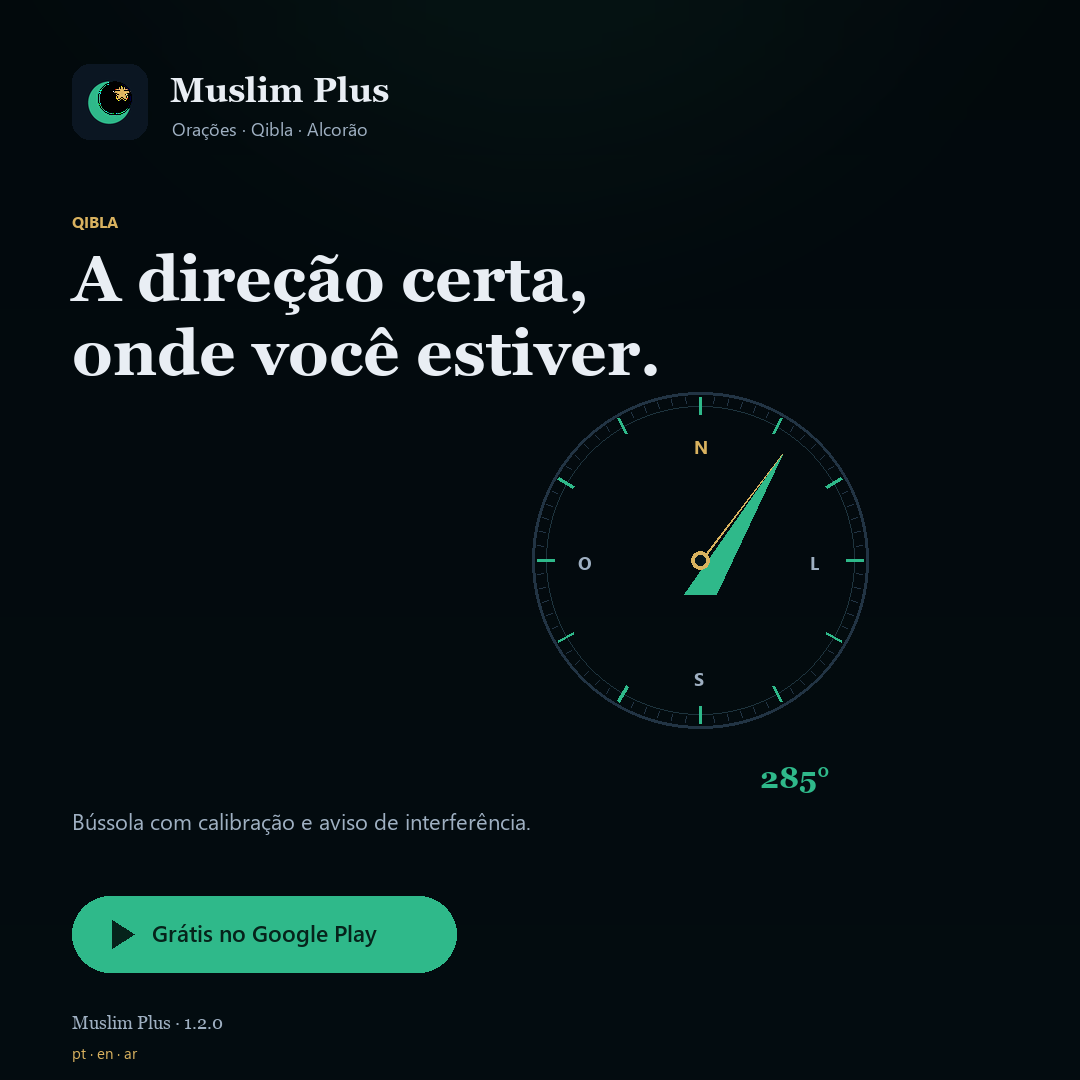 Muslim Plus
Orações · Qibla · Alcorão
QIBLA
A direção certa,
onde você estiver.
N
O
L
S
285°
Bússola com calibração e aviso de interferência.
Grátis no Google Play
Muslim Plus · 1.2.0
pt · en · ar